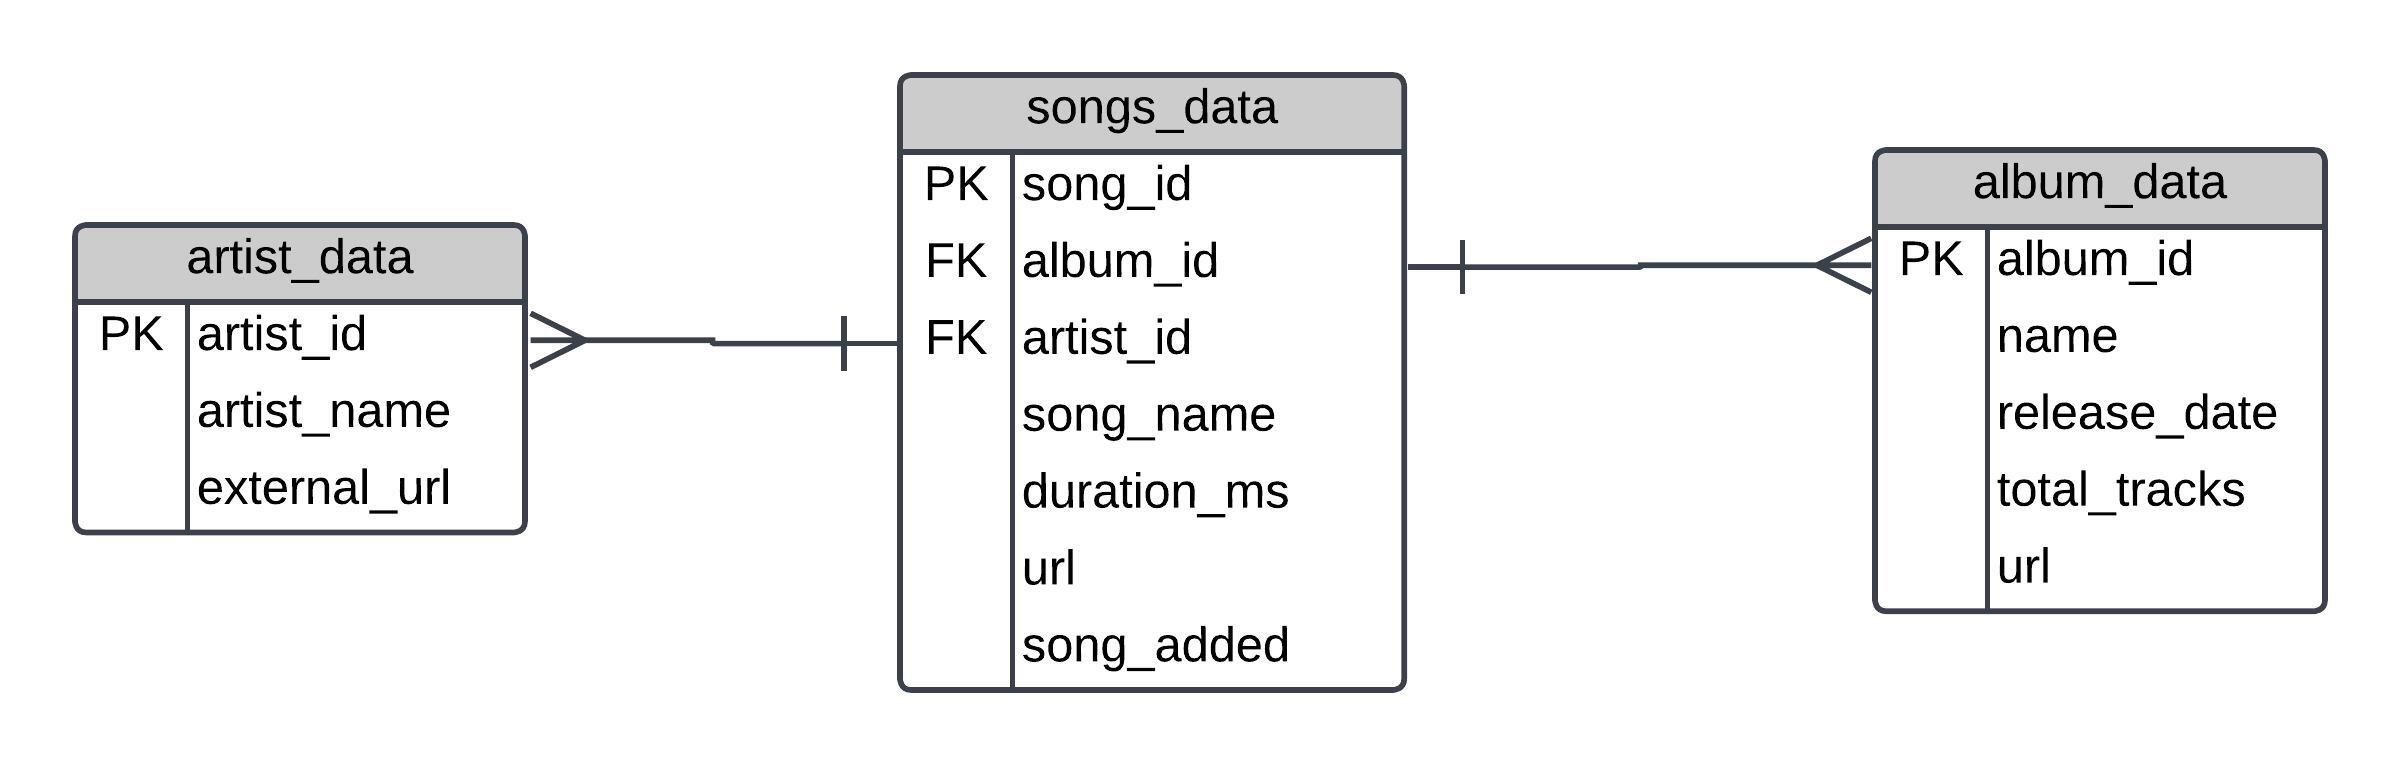 artist_data
PK artist_id
artist_name
external_url
songs_data
PK song_id
FK album_id
FK artist_id
song_name
duration_ms
url
song_added
album_data
PK album_id
name
release_date
total_tracks
url